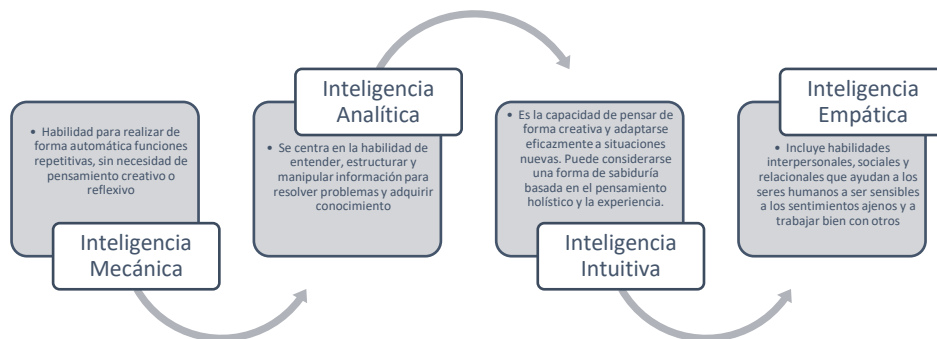 • Habilidad para realizar de
forma automática funciones
repetitivas, sin necesidad de
pensamiento creativo o
reflexivo
Inteligencia
Mecánica
Inteligencia
Analítica
• Se centra en la habilidad de
entender, estructurar y
manipular información para
resolver problemas y adquirir
conocimiento
• Es la capacidad de pensar de
forma creativa y adaptarse
eficazmente a situaciones
nuevas. Puede considerarse
una forma de sabiduría
basada en el pensamiento
holístico y la experiencia.
Inteligencia
Intuitiva
Inteligencia
Empática
• Incluye habilidades
interpersonales, sociales y
relacionales que ayudan a los
seres humanos a ser sensibles
a los sentimientos ajenos y a
trabajar bien con otros